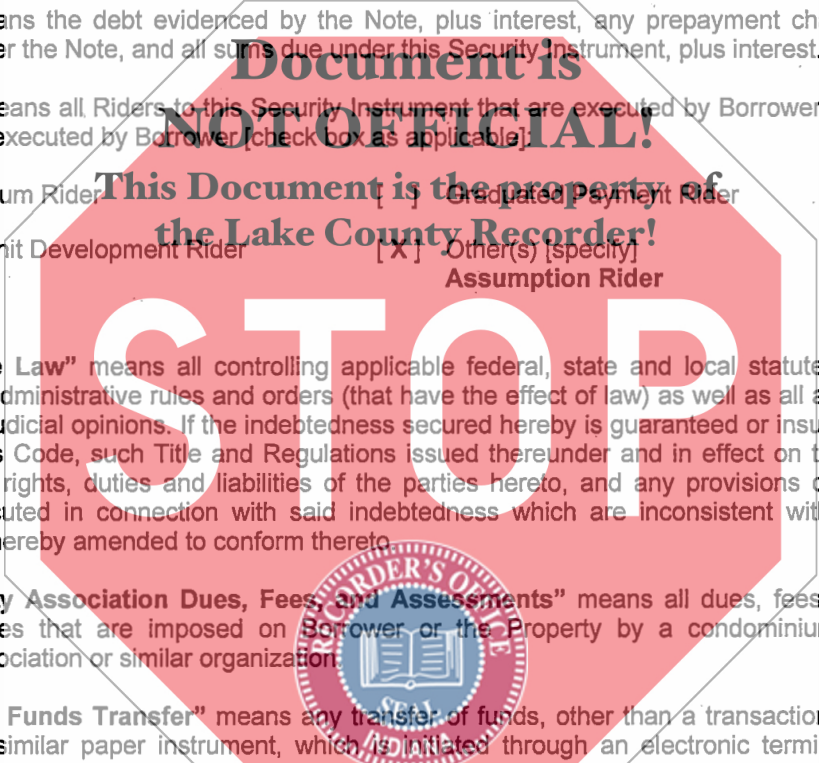 ans the debt evidenced by the Note, plus interest, any prepayment ch
er the Note, and all sums due under this Security Instrument, plus interest.
Document is
eans all Riders to this Security Instrument that are executed by Borrower
NOT OFFICIAL!
executed by Borrower [check box as applicable]:
This Document is the property of
um Rider [ ] Graduated Payment Rider
the Lake County Recorder!
nit Development Rider [ X ] Other(s) [specify]
Assumption Rider
STOP
e Law” means all controlling applicable federal, state and local statute
dministrative rules and orders (that have the effect of law) as well as all a
udicial opinions. If the indebtedness secured hereby is guaranteed or insu
s Code, such Title and Regulations issued thereunder and in effect on t
rights, duties and liabilities of the parties hereto, and any provisions o
uted in connection with said indebtedness which are inconsistent wit
ereby amended to conform thereto.
y Association Dues, Fees, and Assessments” means all dues, fees
es that are imposed on Borrower or the Property by a condominiu
ociation or similar organization.
RECORDER'S OFFICE
SEAL
INDIANA
Funds Transfer” means any transfer of funds, other than a transaction
similar paper instrument, which is initiated through an electronic termi